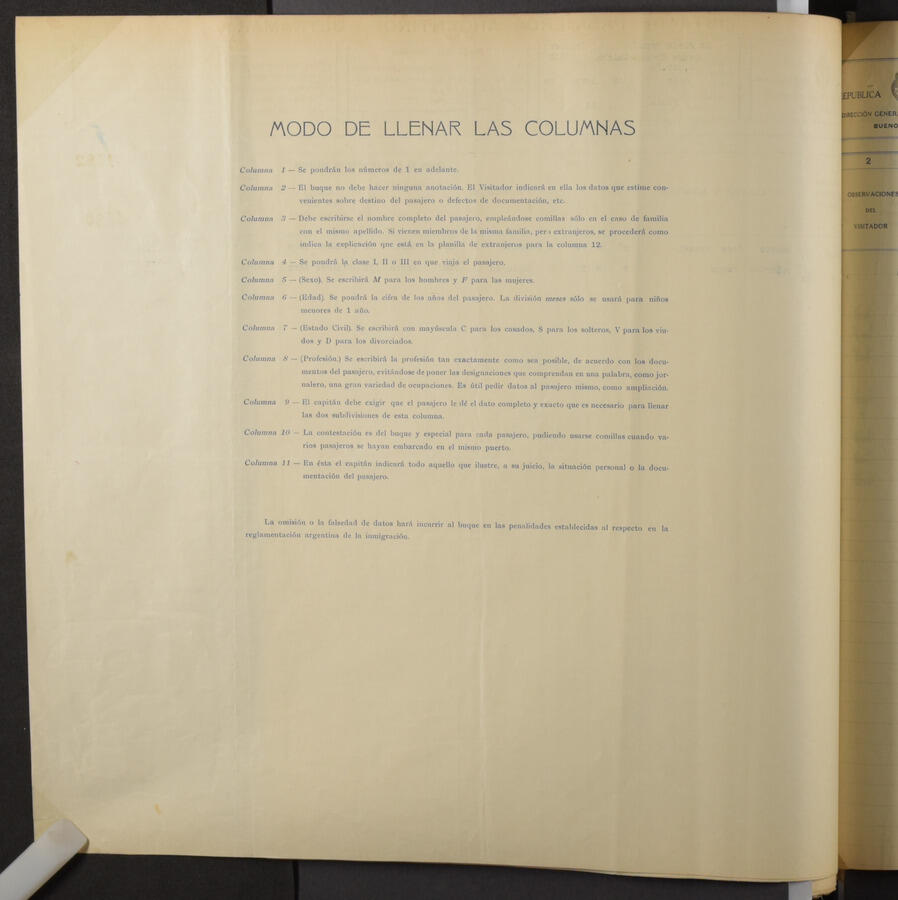 MODO DE LLENAR LAS COLUMNAS
Columna 1 — Se pondrán los números de 1 en adelante.
Columna 2 — El buque no debe hacer ninguna anotación. El Visitador indicará en ella los datos que estime con-
venientes sobre destino del pasajero o defectos de documentación, etc.
Columna 3 — Debe escribirse el nombre completo del pasajero, empleándose comillas sólo en el caso de familia
con el mismo apellido. Si vienen miembros de la misma familia, pero extranjeros, se procederá como
indica la explicación que está en la planilla de extranjeros para la columna 12.
Columna 4 — Se pondrá la clase I, II o III en que viaja el pasajero.
Columna 5 — (Sexo). Se escribirá M para los hombres y F para las mujeres.
Columna 6 — (Edad). Se pondrá la cifra de los años del pasajero. La división meses sólo se usará para niños
menores de 1 año.
Columna 7 — (Estado Civil). Se escribirá con mayúscula C para los casados, S para los solteros, V para los viu-
dos y D para los divorciados.
Columna 8 — (Profesión.) Se escribirá la profesión tan exactamente como sea posible, de acuerdo con los docu-
mentos del pasajero, evitándose de poner las designaciones que comprendan en una palabra, como jor-
nalero, una gran variedad de ocupaciones. Es útil pedir datos al pasajero mismo, como ampliación.
Columna 9 — El capitán debe exigir que el pasajero le dé el dato completo y exacto que es necesario para llenar
las dos subdivisiones de esta columna.
Columna 10 — La contestación es del buque y especial para cada pasajero, pudiendo usarse comillas cuando va-
rios pasajeros se hayan embarcado en el mismo puerto.
Columna 11 — En ésta el capitán indicará todo aquello que ilustre, a su juicio, la situación personal o la docu-
mentación del pasajero.
La omisión o la falsedad de datos hará incurrir al buque en las penalidades establecidas al respecto en la
reglamentación argentina de la inmigración.
EPUBLICA
DIRECCIÓN GENER
BUENO
2
OBSERVACIONES
DEL
VISITADOR